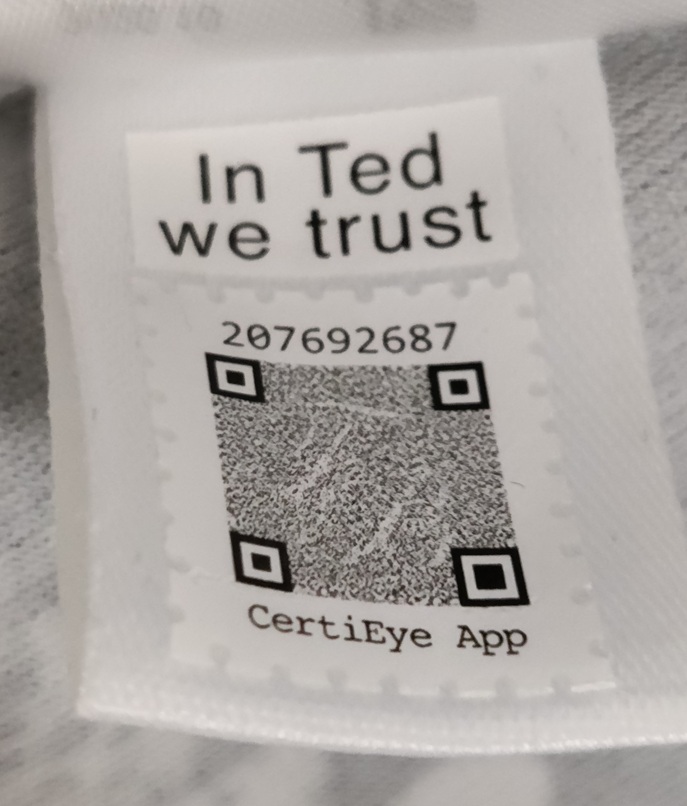 In Ted
we trust
207692687
CertiEye App